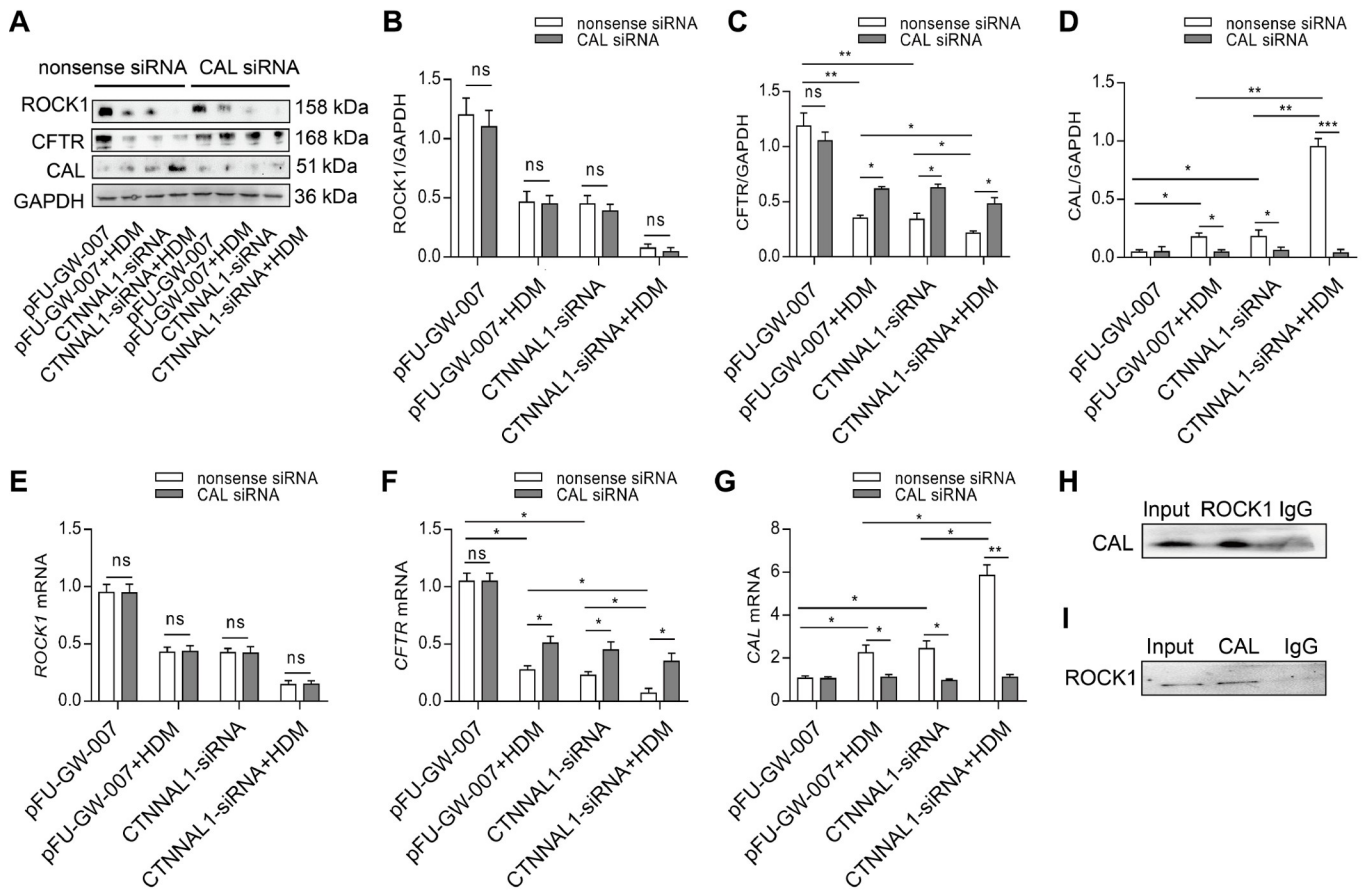 A
nonsense siRNA CAL siRNA
ROCK1 158 kDa
CFTR 168 kDa
CAL 51 kDa
GAPDH 36 kDa
pFU-GW-007
pFU-GW-007+HDM
CTNNAL1-siRNA
CTNNAL1-siRNA+HDM
pFU-GW-007
pFU-GW-007+HDM
CTNNAL1-siRNA
CTNNAL1-siRNA+HDM
B
nonsense siRNA
CAL siRNA
ROCK1/GAPDH
1.5
1.0
0.5
0.0
ns
ns
ns
ns
pFU-GW-007
pFU-GW-007+HDM
CTNNAL1-siRNA
CTNNAL1-siRNA+HDM
C
nonsense siRNA
CAL siRNA
CFTR/GAPDH
1.5
1.0
0.5
0.0
**
**
ns
*
*
*
*
*
pFU-GW-007
pFU-GW-007+HDM
CTNNAL1-siRNA
CTNNAL1-siRNA+HDM
D
nonsense siRNA
CAL siRNA
CAL/GAPDH
1.5
1.0
0.5
0.0
**
**
***
*
*
*
*
pFU-GW-007
pFU-GW-007+HDM
CTNNAL1-siRNA
CTNNAL1-siRNA+HDM
E
nonsense siRNA
CAL siRNA
ROCK1 mRNA
1.5
1.0
0.5
0.0
ns
ns
ns
ns
pFU-GW-007
pFU-GW-007+HDM
CTNNAL1-siRNA
CTNNAL1-siRNA+HDM
F
nonsense siRNA
CAL siRNA
CFTR mRNA
1.5
1.0
0.5
0.0
*
*
ns
*
*
*
*
*
pFU-GW-007
pFU-GW-007+HDM
CTNNAL1-siRNA
CTNNAL1-siRNA+HDM
G
nonsense siRNA
CAL siRNA
CAL mRNA
8
6
4
2
0
*
*
**
*
*
*
*
pFU-GW-007
pFU-GW-007+HDM
CTNNAL1-siRNA
CTNNAL1-siRNA+HDM
H
Input ROCK1 IgG
CAL
I
Input CAL IgG
ROCK1